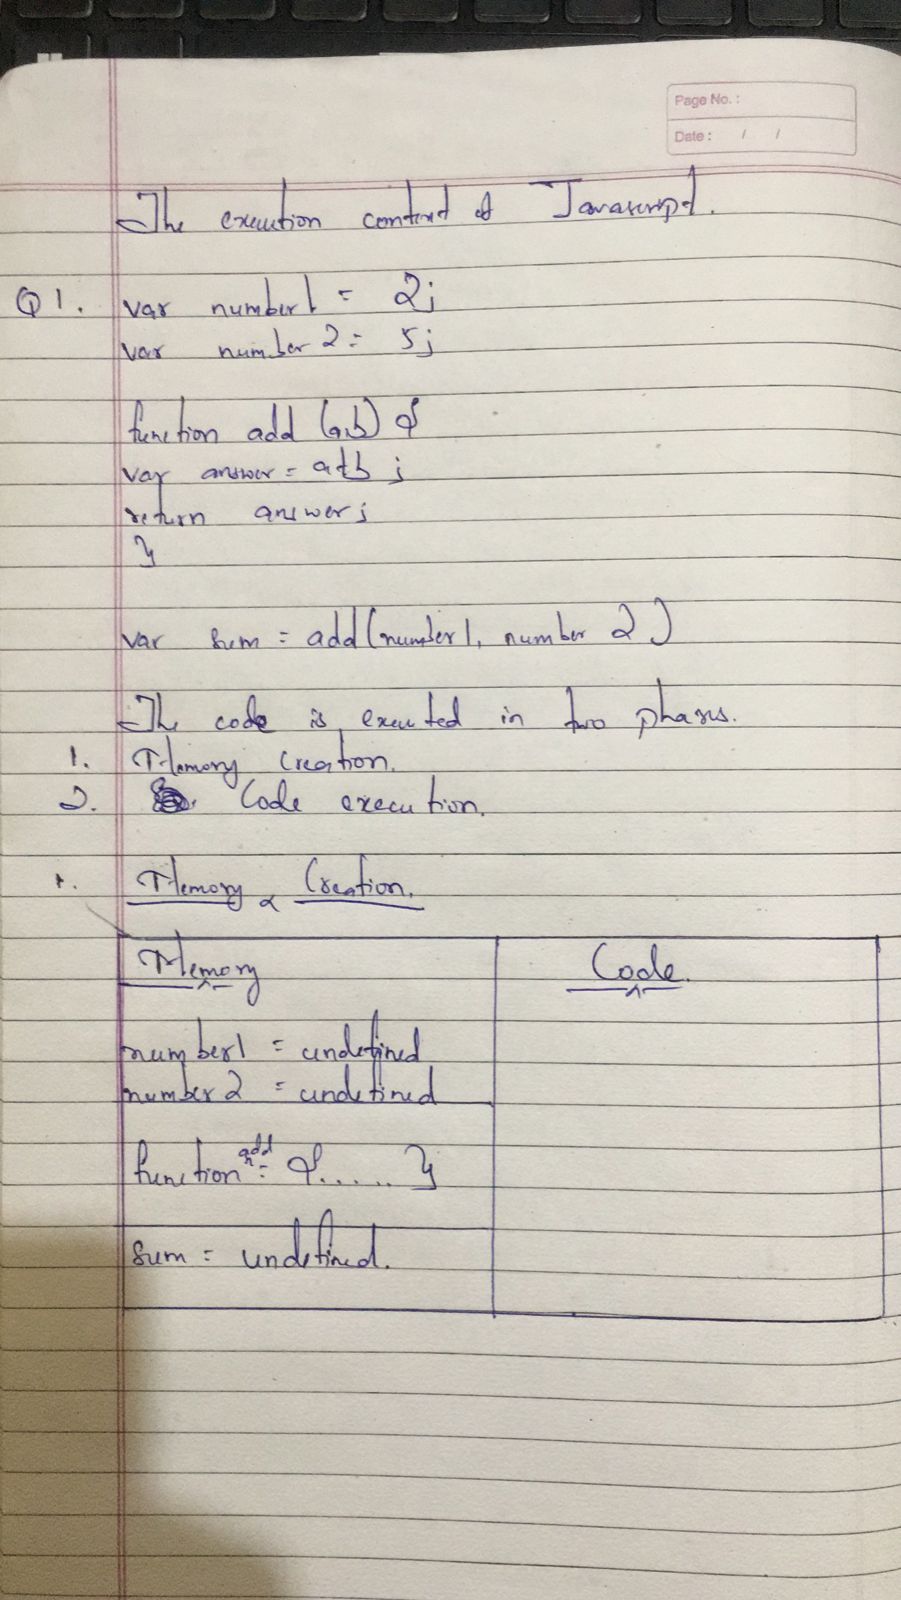 Page No. :
Date : / /
The execution context of Javascript.
Q1. var number1 = 2;
var number2 = 5;
function add (a,b) {
var answer = a+b ;
return answer;
}
var sum = add(number1, number 2)
The code is executed in two phases.
1. Memory Creation.
2. Code execution.
1. Memory Creation.
Memory Code.
number1 = undefined
number2 = undefined
function add = {...... }
sum = undefined.